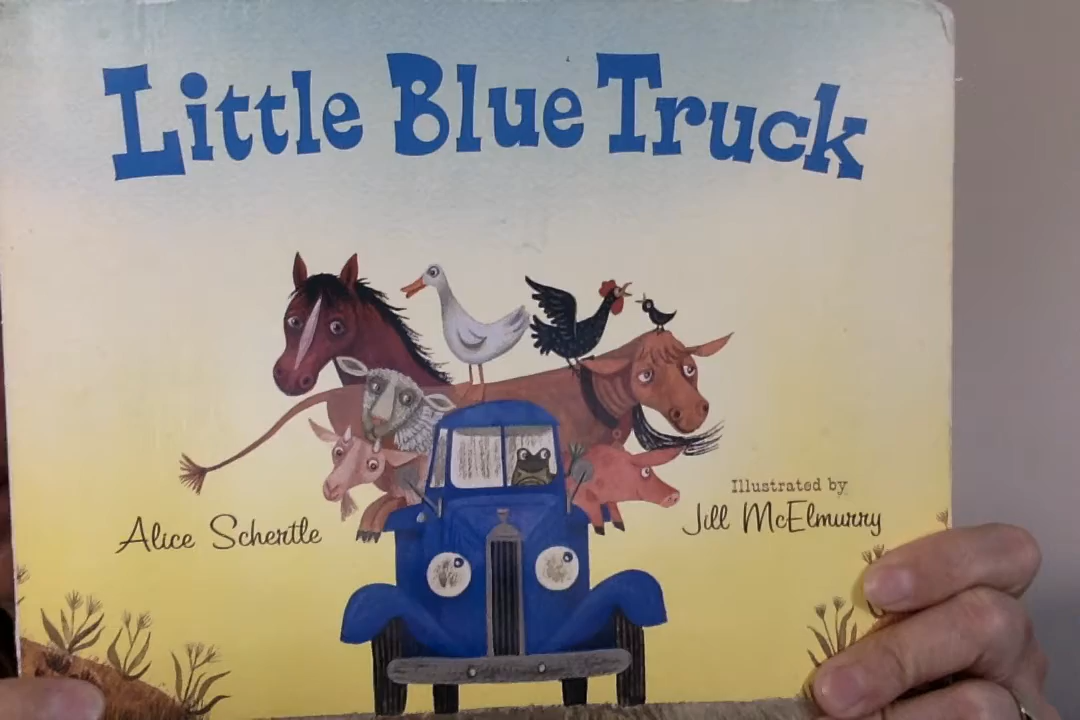 Little Blue Truck
Alice Schertle
Illustrated by
Jill McElmurry